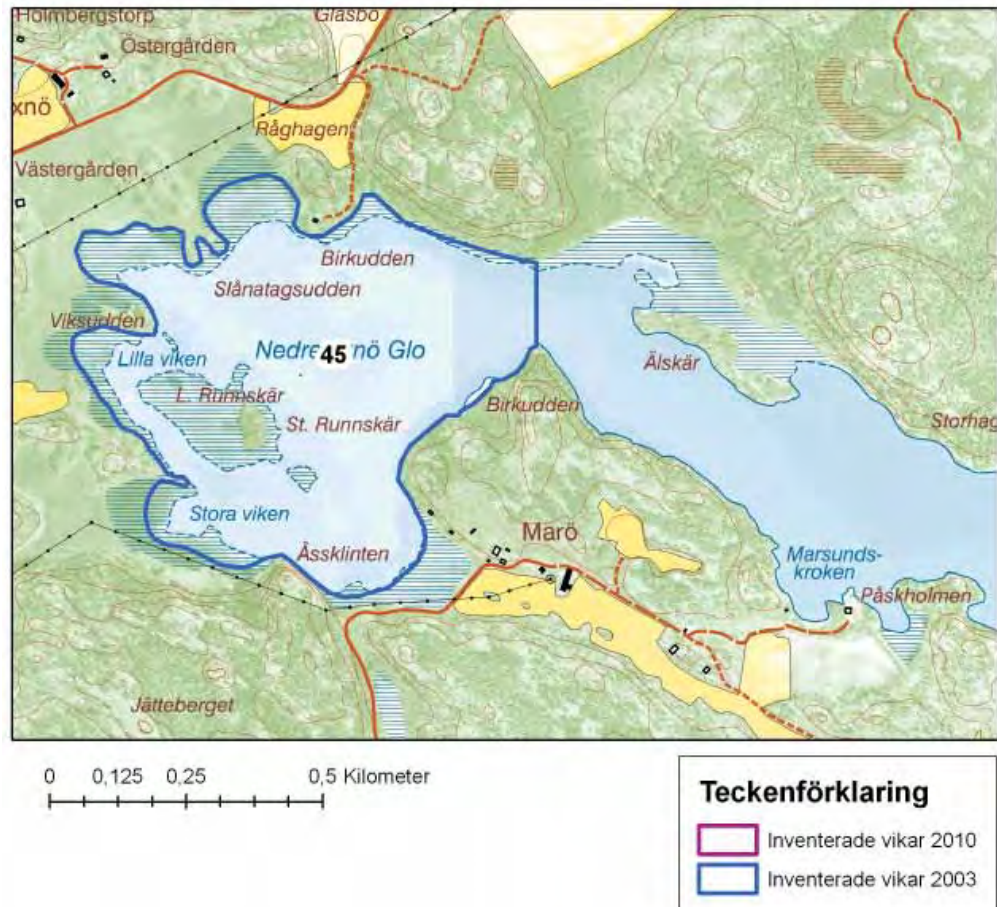 Holmbergstorp
Glasbö
Östergården
xnö
Råghagen
Västergården
Birkudden
Slånatagsudden
Viksudden
Lilla viken
Nedre
45
nö Glo
Älskär
L. Runnskär
Birkudden
St. Runnskär
Storhag
Stora viken
Marö
Åssklinten
Marsunds-
kroken
Påskholmen
Jätteberget
0 0,125 0,25 0,5 Kilometer
Teckenförklaring
Inventerade vikar 2010
Inventerade vikar 2003